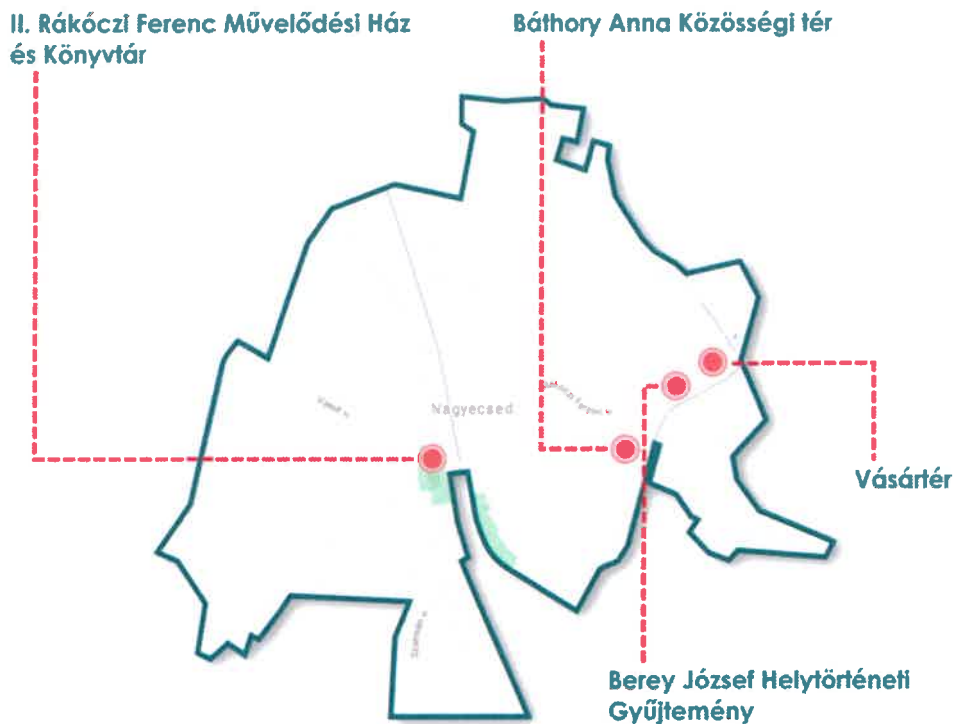 II. Rákóczi Ferenc Művelődési Ház
és Könyvtár
Báthory Anna Közösségi tér
Nagyecsed
Vásártér
Berey József Helytörténeti
Gyűjtemény